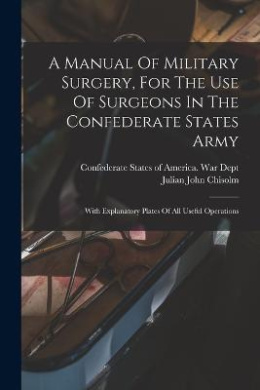 A Manual Of Military
Surgery, For The Use
Of Surgeons In The
Confederate States
Army
Confederate States of America. War Dept
Julian John Chisolm
With Explanatory Plates Of All Useful Operations